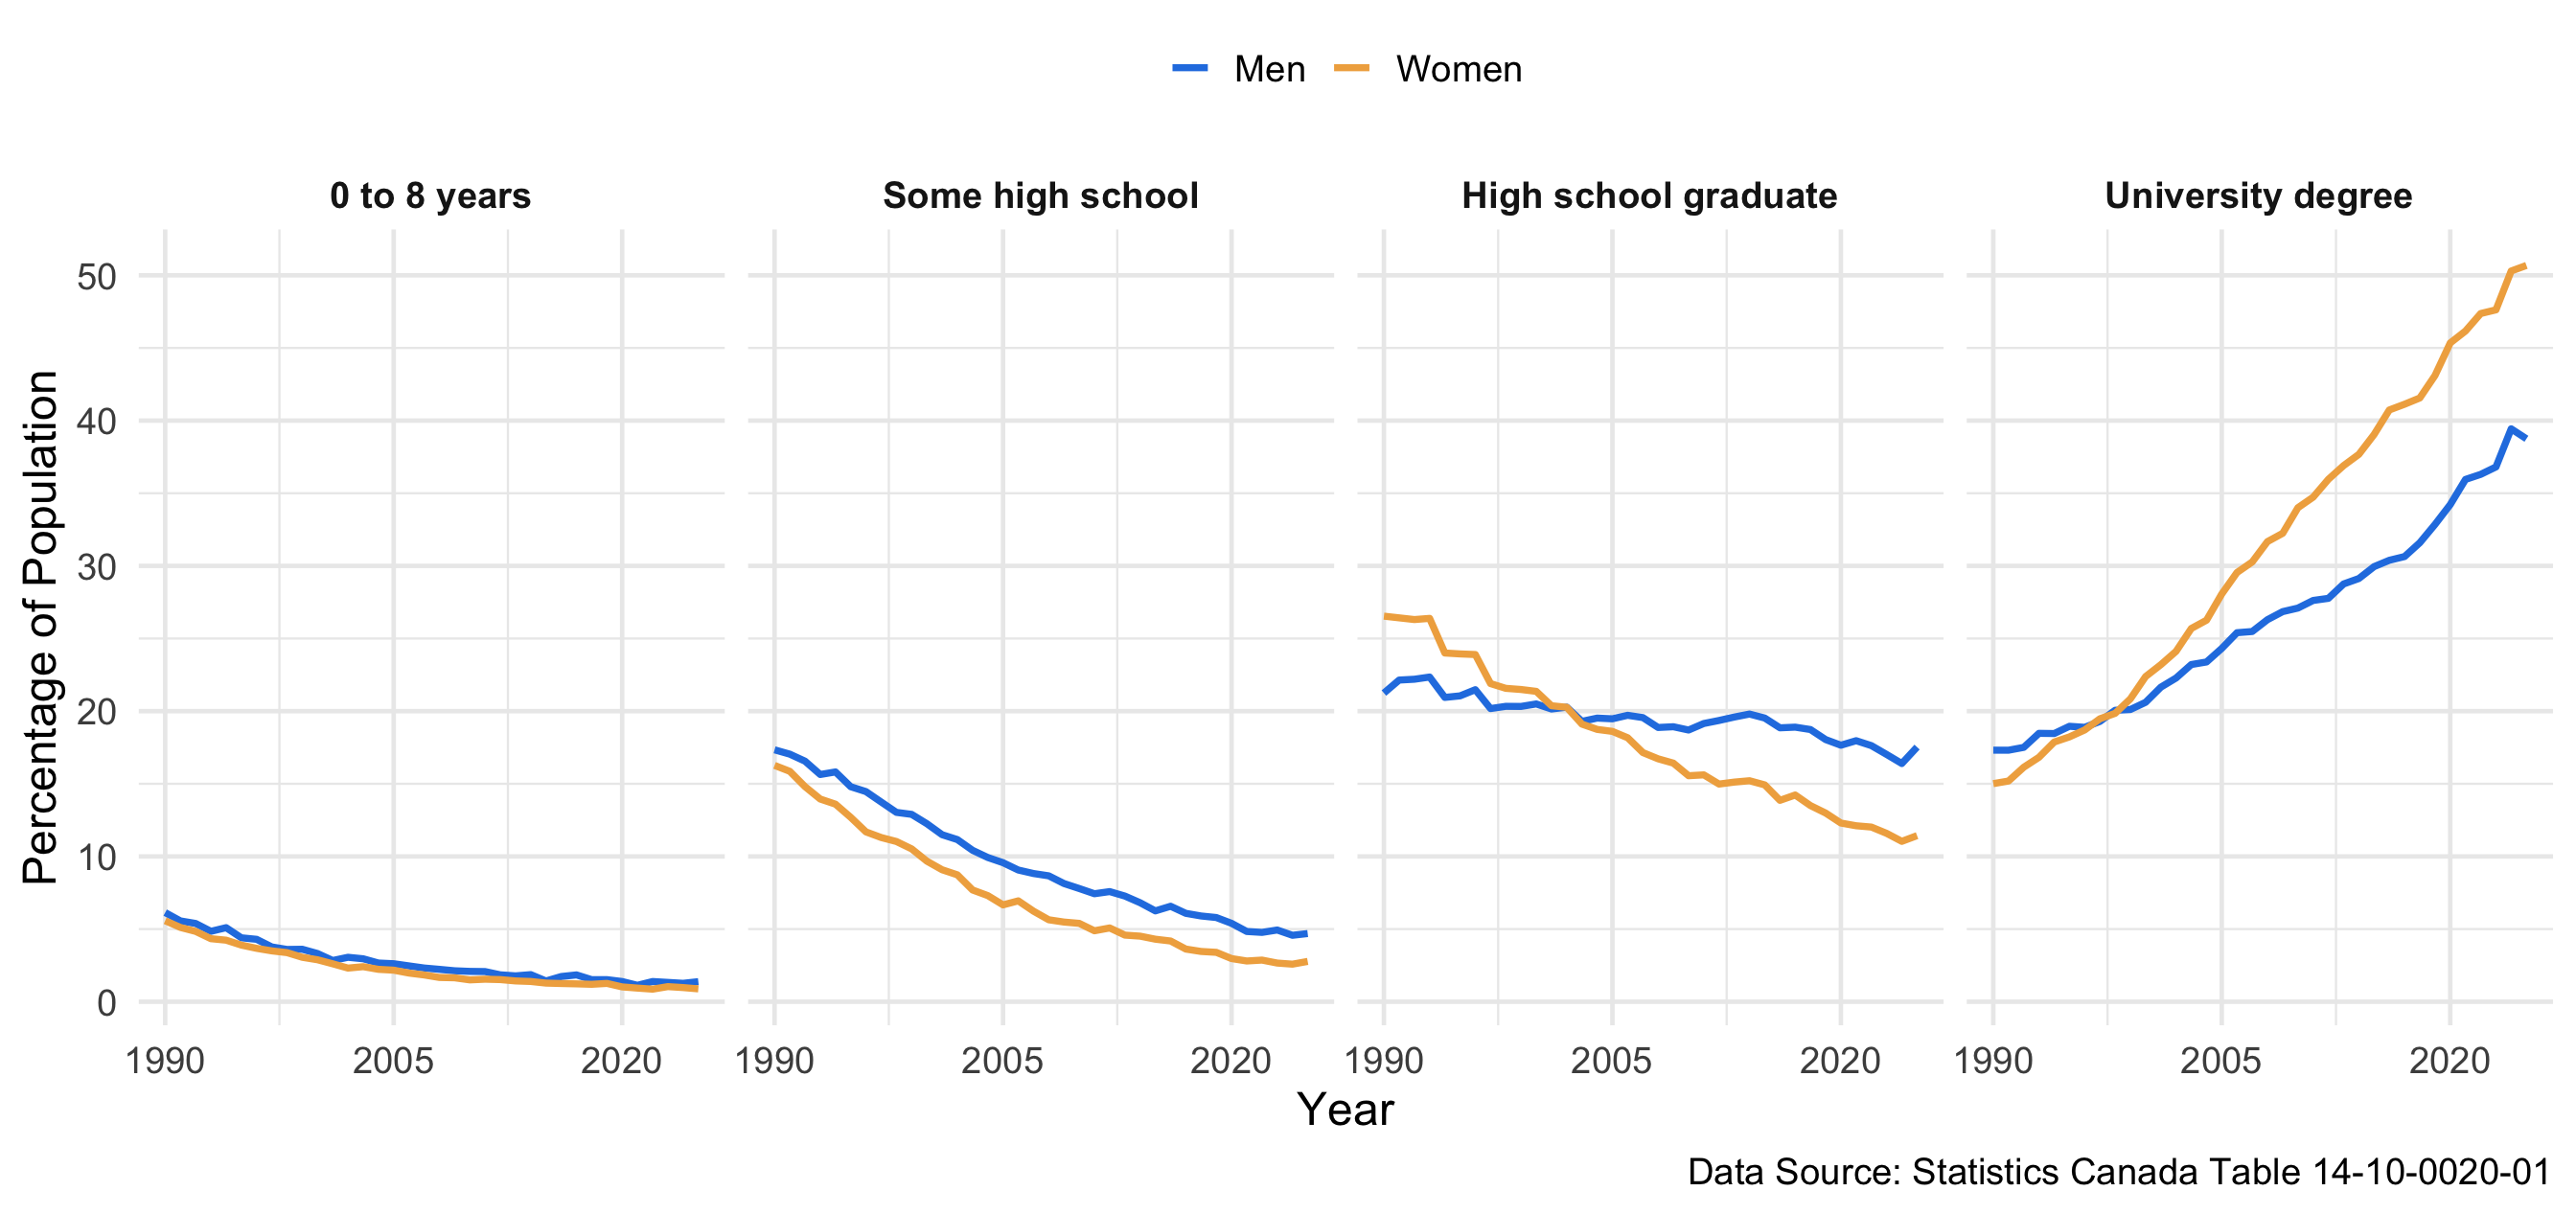 Men Women
0 to 8 years
Some high school
High school graduate
University degree
Percentage of Population
50
40
30
20
10
0
1990 2005 2020
1990 2005 2020
1990 2005 2020
1990 2005 2020
Year
Data Source: Statistics Canada Table 14-10-0020-01